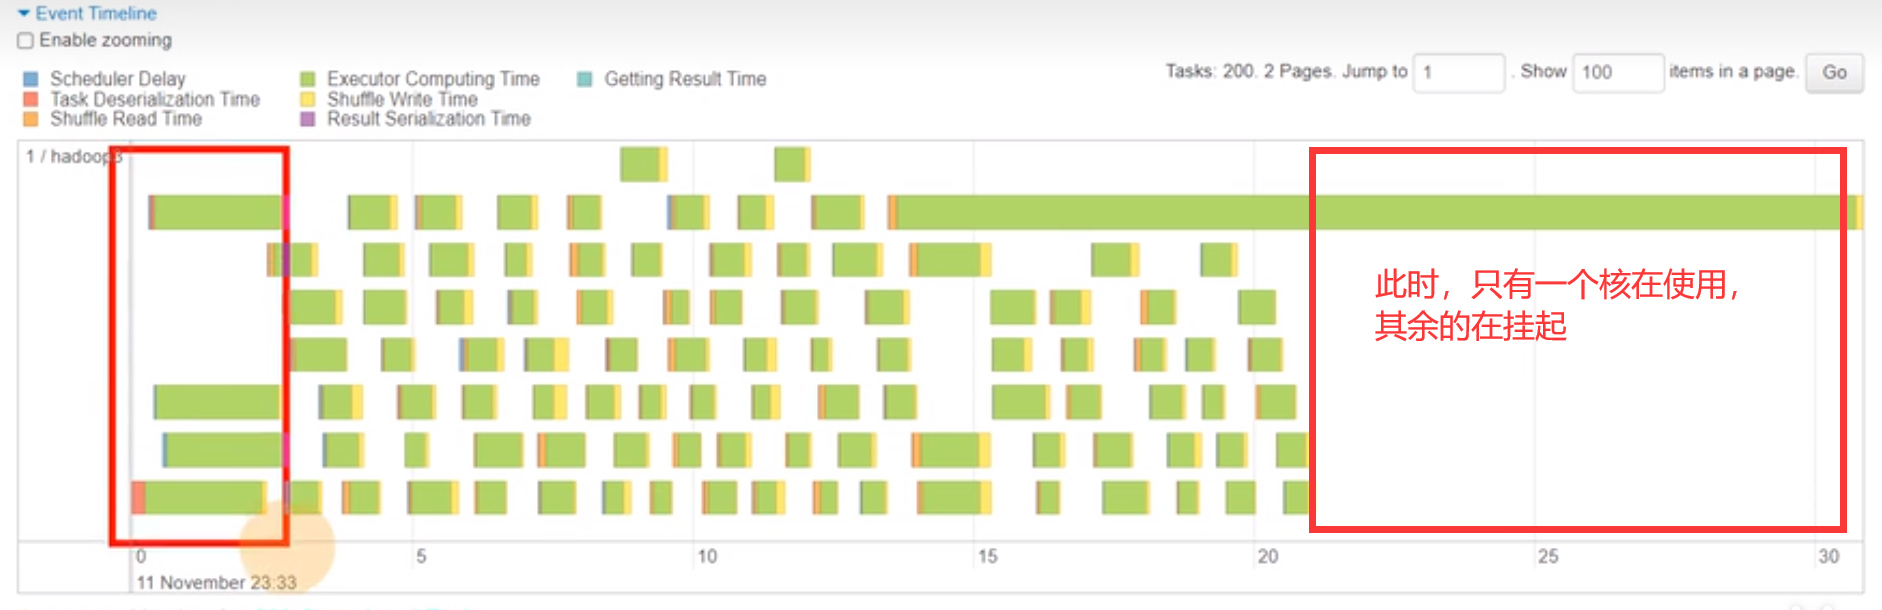 Event Timeline
Enable zooming
Scheduler Delay
Task Deserialization Time
Shuffle Read Time
Executor Computing Time
Shuffle Write Time
Result Serialization Time
Getting Result Time
Tasks: 200. 2 Pages. Jump to 1 . Show 100 items in a page. Go
1 / hadoop3
此时，只有一个核在使用，
其余的在挂起
0 5 10 15 20 25 30
11 November 23:33